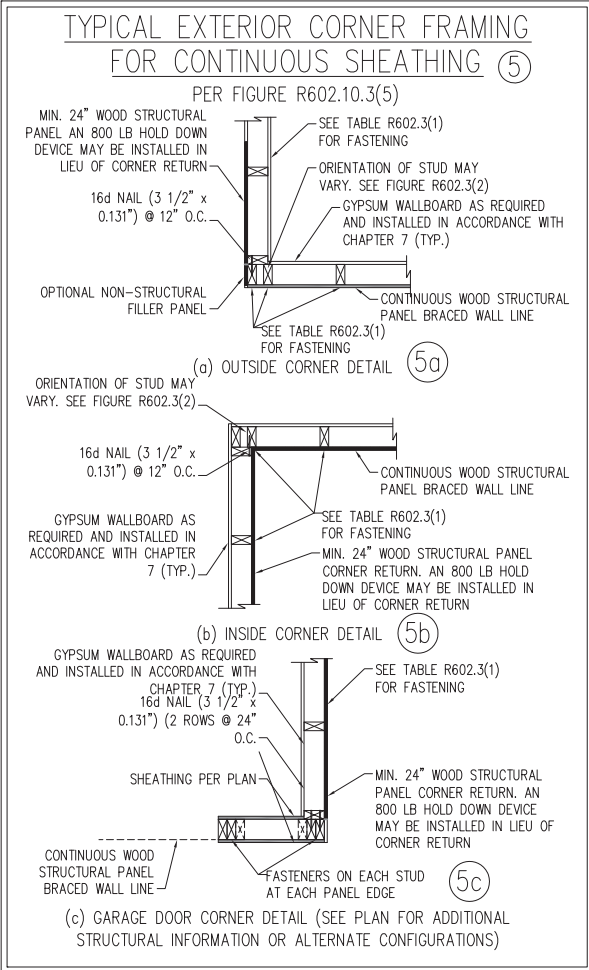 TYPICAL EXTERIOR CORNER FRAMING
FOR CONTINUOUS SHEATHING 5
PER FIGURE R602.10.3(5)
MIN. 24" WOOD STRUCTURAL
PANEL AN 800 LB HOLD DOWN
DEVICE MAY BE INSTALLED IN
LIEU OF CORNER RETURN
16d NAIL (3 1/2" x
0.131") @ 12" O.C.
OPTIONAL NON-STRUCTURAL
FILLER PANEL
SEE TABLE R602.3(1)
FOR FASTENING
ORIENTATION OF STUD MAY
VARY. SEE FIGURE R602.3(2)
GYPSUM WALLBOARD AS REQUIRED
AND INSTALLED IN ACCORDANCE WITH
CHAPTER 7 (TYP.)
CONTINUOUS WOOD STRUCTURAL
PANEL BRACED WALL LINE
SEE TABLE R602.3(1)
FOR FASTENING
(a) OUTSIDE CORNER DETAIL 5a
ORIENTATION OF STUD MAY
VARY. SEE FIGURE R602.3(2)
16d NAIL (3 1/2" x
0.131") @ 12" O.C.
GYPSUM WALLBOARD AS
REQUIRED AND INSTALLED IN
ACCORDANCE WITH CHAPTER
7 (TYP.)
CONTINUOUS WOOD STRUCTURAL
PANEL BRACED WALL LINE
SEE TABLE R602.3(1)
FOR FASTENING
MIN. 24" WOOD STRUCTURAL PANEL
CORNER RETURN. AN 800 LB HOLD
DOWN DEVICE MAY BE INSTALLED IN
LIEU OF CORNER RETURN
(b) INSIDE CORNER DETAIL 5b
GYPSUM WALLBOARD AS REQUIRED
AND INSTALLED IN ACCORDANCE WITH
CHAPTER 7 (TYP.)
16d NAIL (3 1/2" x
0.131") (2 ROWS @ 24"
O.C.
SHEATHING PER PLAN
CONTINUOUS WOOD
STRUCTURAL PANEL
BRACED WALL LINE
SEE TABLE R602.3(1)
FOR FASTENING
MIN. 24" WOOD STRUCTURAL
PANEL CORNER RETURN. AN
800 LB HOLD DOWN DEVICE
MAY BE INSTALLED IN LIEU OF
CORNER RETURN
FASTENERS ON EACH STUD
AT EACH PANEL EDGE
5c
(c) GARAGE DOOR CORNER DETAIL (SEE PLAN FOR ADDITIONAL
STRUCTURAL INFORMATION OR ALTERNATE CONFIGURATIONS)